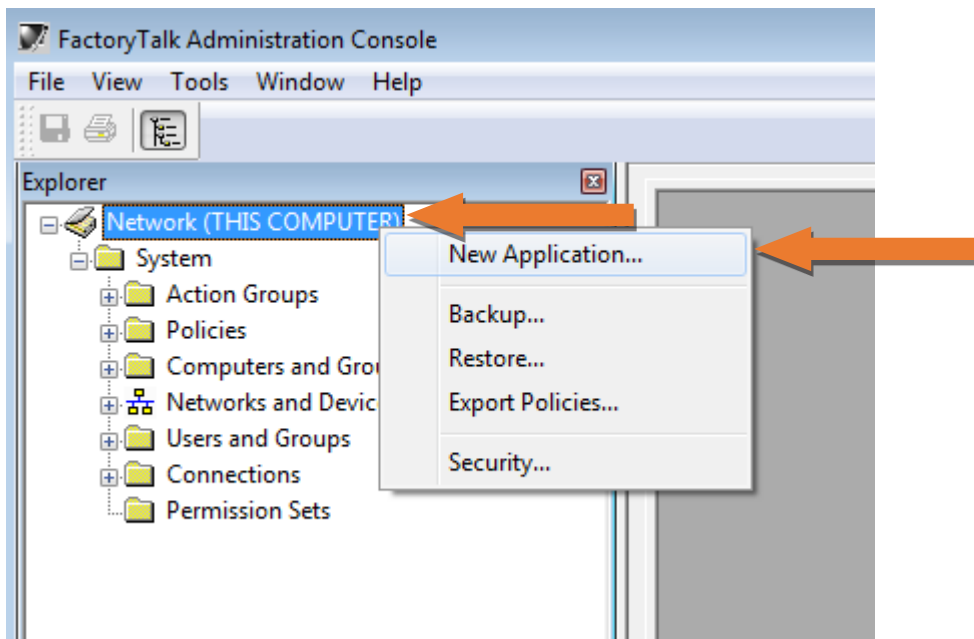 FactoryTalk Administration Console
File View Tools Window Help
Explorer
Network (THIS COMPUTER)
System
Action Groups
Policies
Computers and Grou
Networks and Devic
Users and Groups
Connections
Permission Sets
New Application...
Backup...
Restore...
Export Policies...
Security...